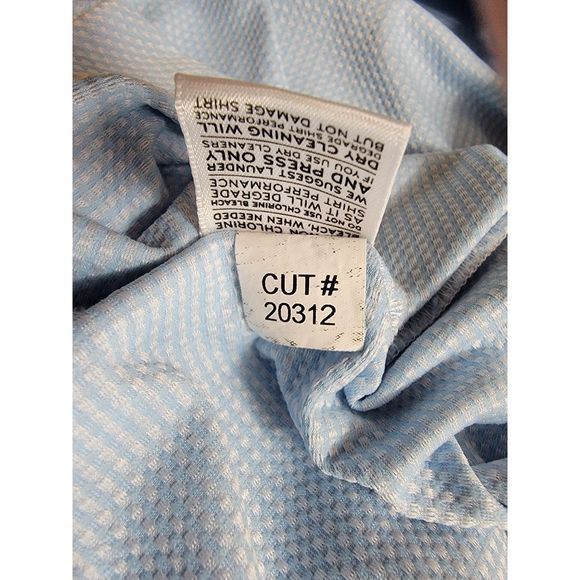 CHLORINE
BLEACH, WHEN NEEDED
DO NOT USE CHLORINE BLEACH
AS IT WILL DEGRADE
SHIRT PERFORMANCE
WE SUGGEST LAUNDER
AND PRESS ONLY
IF YOU USE DRY CLEANERS
DRY CLEANING WILL
DEGRADE SHIRT PERFORMANCE
BUT NOT DAMAGE SHIRT
CUT #
20312